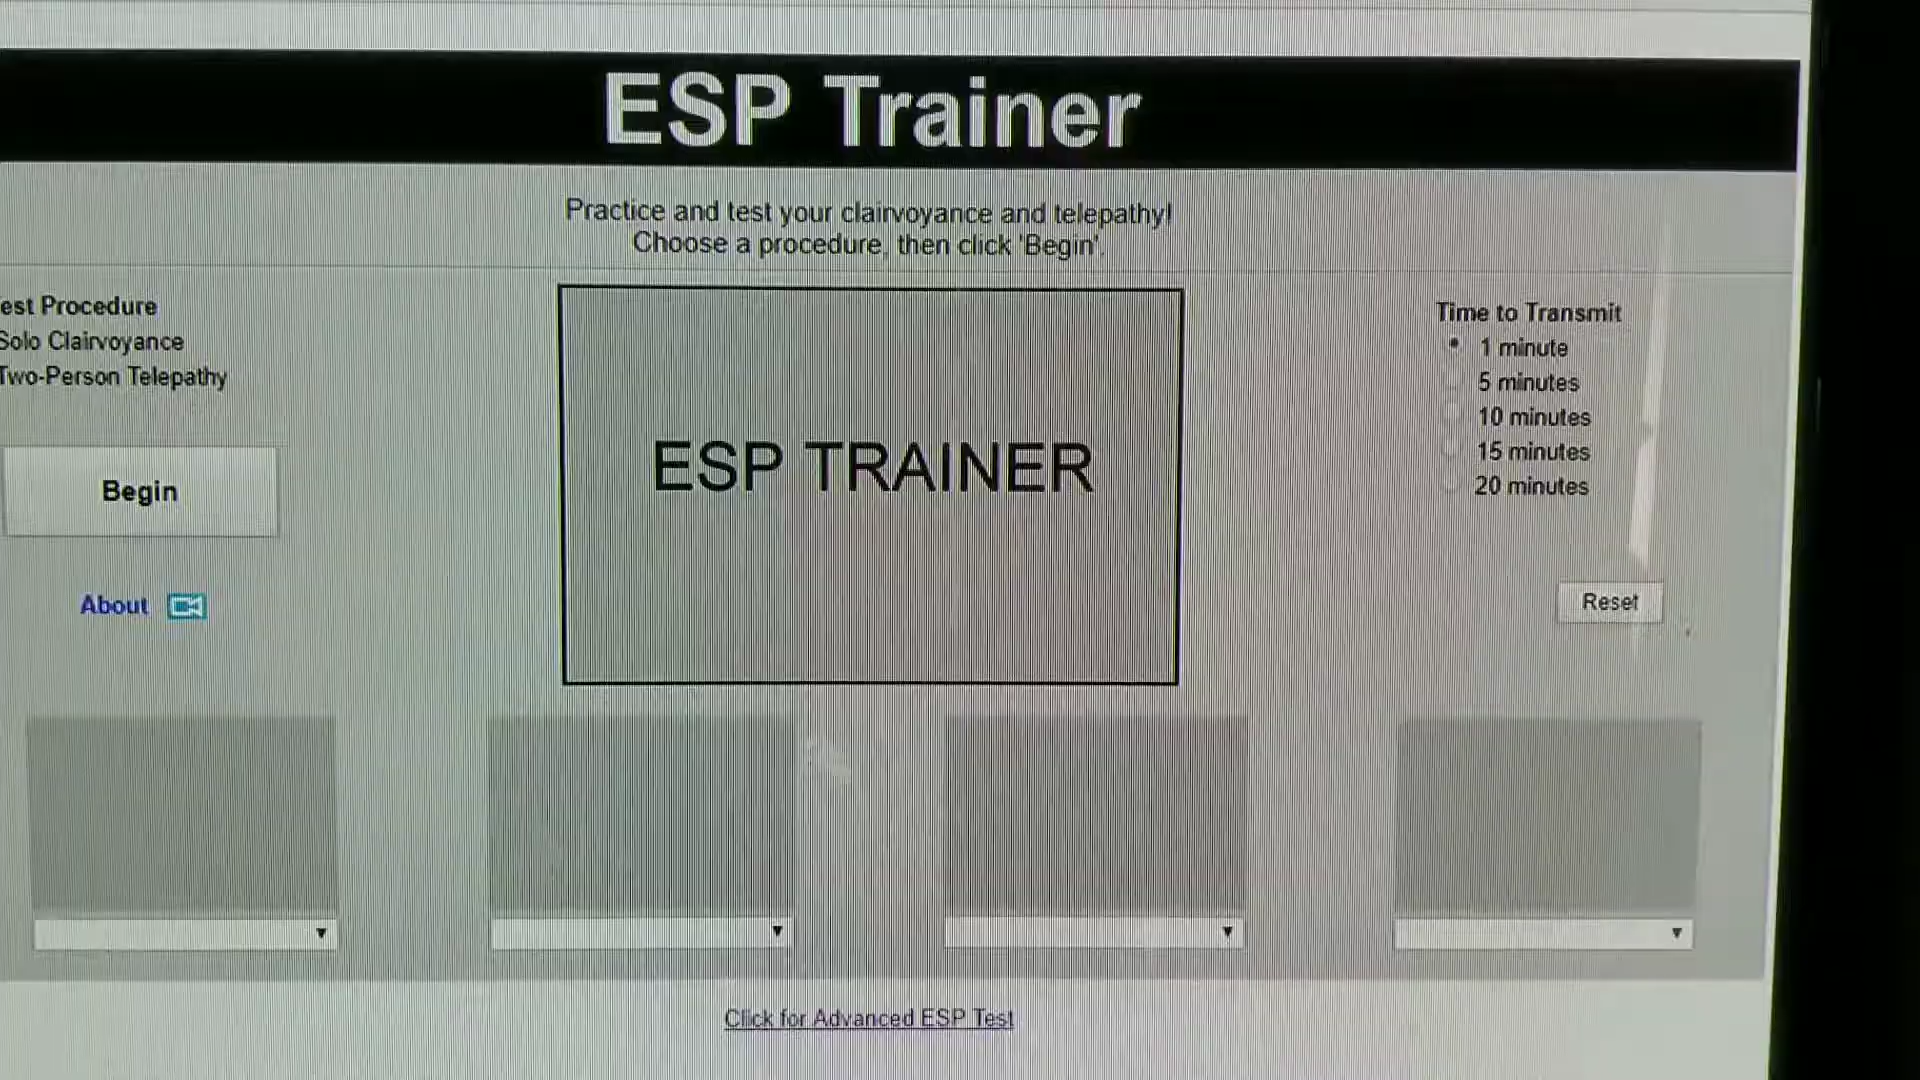 ESP Trainer
Practice and test your clairvoyance and telepathy!
Choose a procedure, then click 'Begin'.
est Procedure
Solo Clairvoyance
Two-Person Telepathy
Begin
About
ESP TRAINER
Time to Transmit
1 minute
5 minutes
10 minutes
15 minutes
20 minutes
Reset
Click for Advanced ESP Test